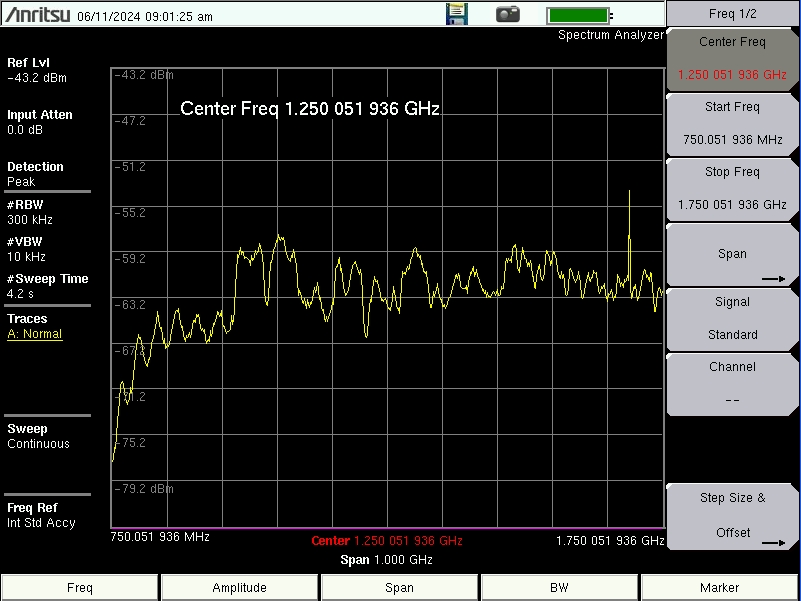 Anritsu 06/11/2024 09:01:25 am
Freq 1/2
Spectrum Analyzer
Ref Lvl
-43.2 dBm
Input Atten
0.0 dB
Detection
Peak
#RBW
300 kHz
#VBW
10 kHz
#Sweep Time
4.2 s
Traces
A: Normal
Sweep
Continuous
Freq Ref
Int Std Accy
-43.2 dBm
Center Freq 1.250 051 936 GHz
-47.2
-51.2
-55.2
-59.2
-63.2
-67.2
-71.2
-75.2
-79.2 dBm
750.051 936 MHz
Center 1.250 051 936 GHz
1.750 051 936 GHz
Span 1.000 GHz
Center Freq
1.250 051 936 GHz
Start Freq
750.051 936 MHz
Stop Freq
1.750 051 936 GHz
Span
Signal
Standard
Channel
--
Step Size &
Offset
Freq
Amplitude
Span
BW
Marker